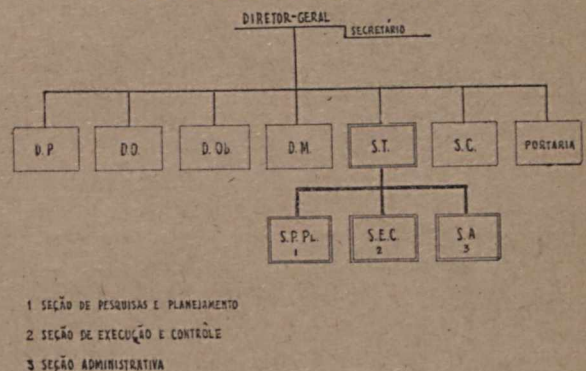 DIRETOR-GERAL
SECRETÁRIO
D.P
D.O.
D.Ob.
D.M.
S.T.
S.C.
PORTARIA
S.P.PL.
1
S.E.C.
2
S.A
3
1 SEÇÃO DE PESQUISAS E PLANEJAMENTO
2 SEÇÃO DE EXECUÇÃO E CONTRÔLE
3 SEÇÃO ADMINISTRATIVA